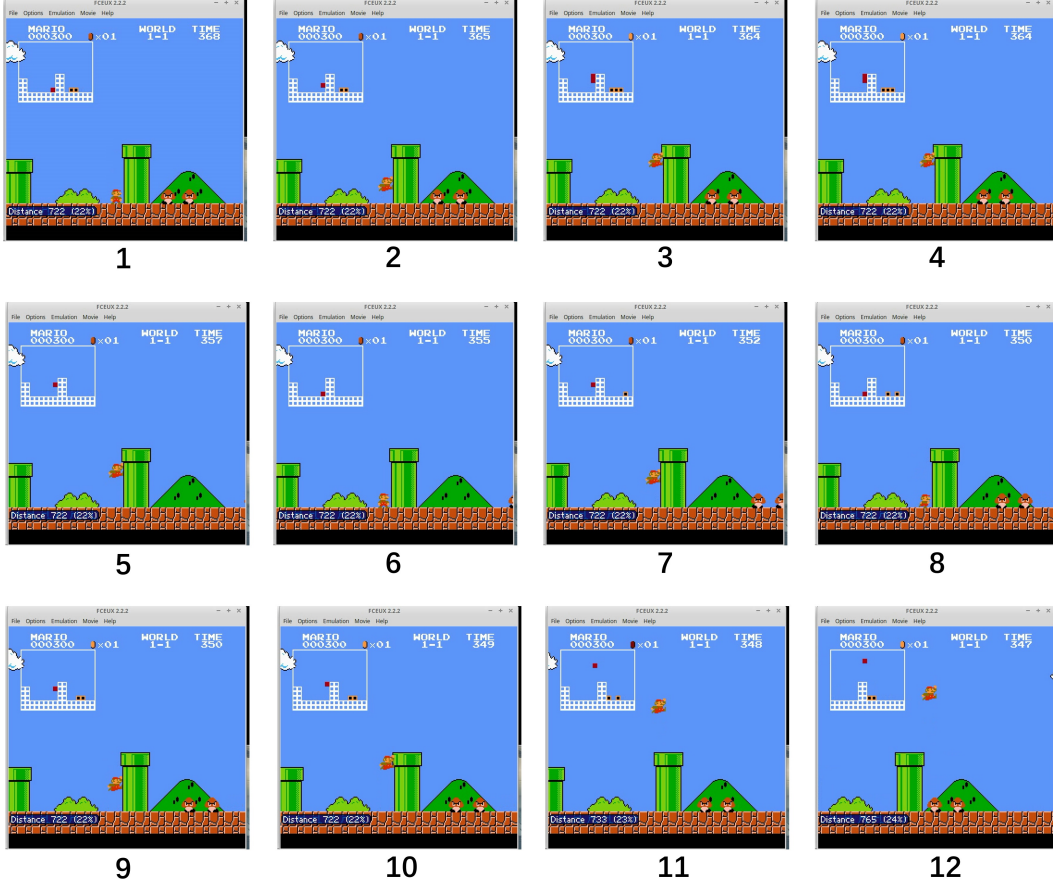 FCEUX 2.2.2
File Options Emulation Movie Help
MARIO WORLD TIME
000300 ×01 1-1 368
Distance 722 (22%)
1
FCEUX 2.2.2
File Options Emulation Movie Help
MARIO WORLD TIME
000300 ×01 1-1 365
Distance 722 (22%)
2
FCEUX 2.2.2
File Options Emulation Movie Help
MARIO WORLD TIME
000300 ×01 1-1 364
Distance 722 (22%)
3
FCEUX 2.2.2
File Options Emulation Movie Help
MARIO WORLD TIME
000300 ×01 1-1 364
Distance 722 (22%)
4
FCEUX 2.2.2
File Options Emulation Movie Help
MARIO WORLD TIME
000300 ×01 1-1 357
Distance 722 (22%)
5
FCEUX 2.2.2
File Options Emulation Movie Help
MARIO WORLD TIME
000300 ×01 1-1 355
Distance 722 (22%)
6
FCEUX 2.2.2
File Options Emulation Movie Help
MARIO WORLD TIME
000300 ×01 1-1 352
Distance 722 (22%)
7
FCEUX 2.2.2
File Options Emulation Movie Help
MARIO WORLD TIME
000300 ×01 1-1 350
Distance 722 (22%)
8
FCEUX 2.2.2
File Options Emulation Movie Help
MARIO WORLD TIME
000300 ×01 1-1 350
Distance 722 (22%)
9
FCEUX 2.2.2
File Options Emulation Movie Help
MARIO WORLD TIME
000300 ×01 1-1 349
Distance 722 (22%)
10
FCEUX 2.2.2
File Options Emulation Movie Help
MARIO WORLD TIME
000300 ×01 1-1 348
Distance 733 (23%)
11
FCEUX 2.2.2
File Options Emulation Movie Help
MARIO WORLD TIME
000300 ×01 1-1 347
Distance 765 (24%)
12